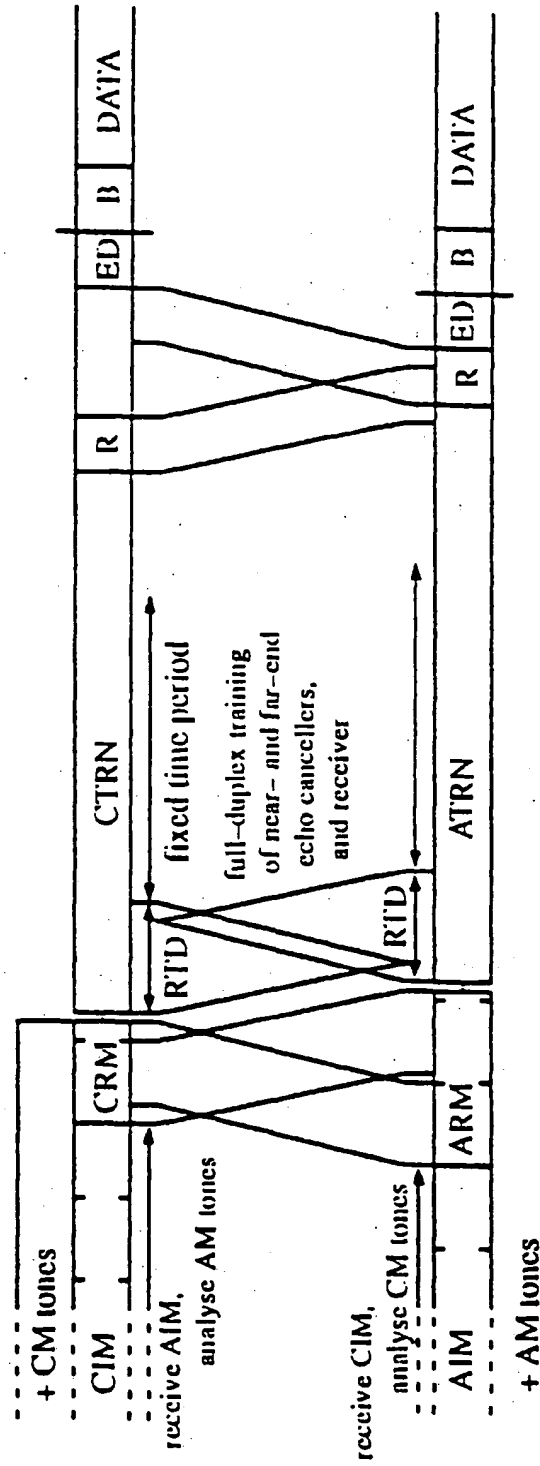 + CM tones
CIM
CRM
CTRN
R
ED
B
DATA
receive AIM,
analyse AM tones
RTD
fixed time period
full-duplex training
of near- and far-end
echo cancellers,
and receiver
receive CIM,
analyse CM tones
RTD
AIM
ARM
ATRN
R
ED
B
DATA
+ AM tones